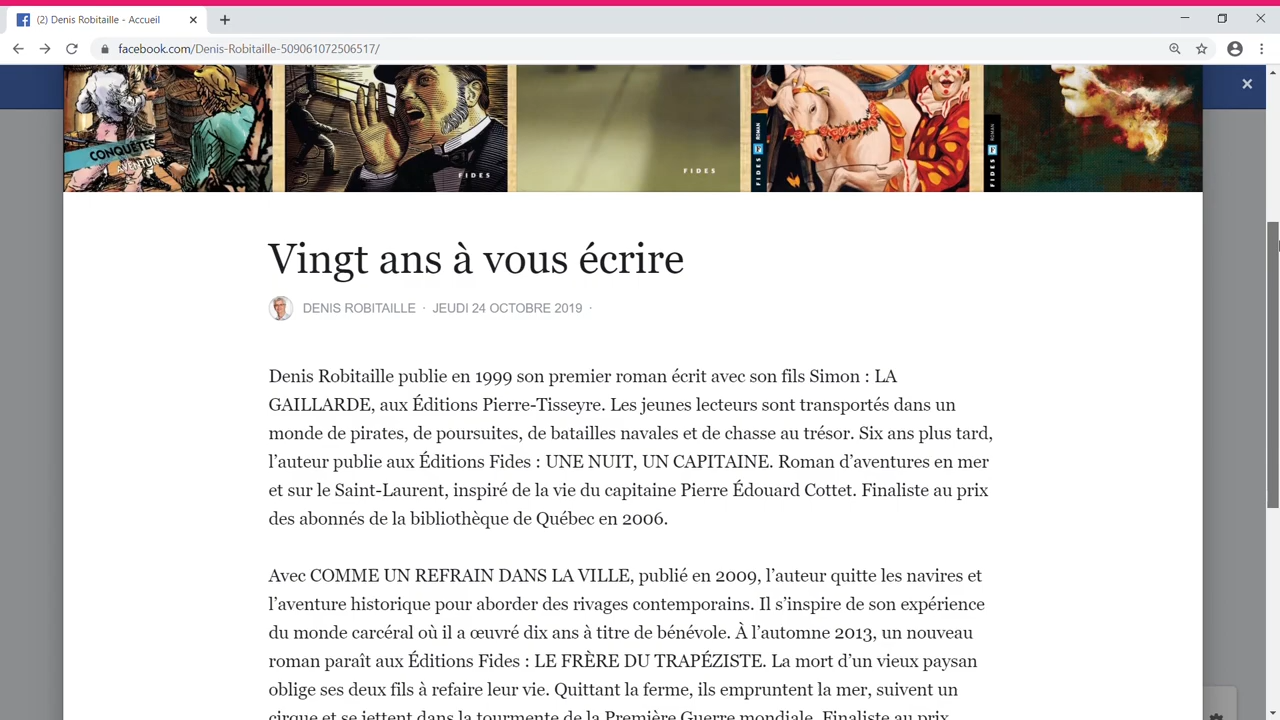 (2) Denis Robitaille - Accueil
facebook.com/Denis-Robitaille-509061072506517/
CONQUÊTES
AVENTURE
FIDES
FIDES
FIDES ROMAN
FIDES ROMAN
Vingt ans à vous écrire
DENIS ROBITAILLE · JEUDI 24 OCTOBRE 2019 ·
Denis Robitaille publie en 1999 son premier roman écrit avec son fils Simon : LA
GAILLARDE, aux Éditions Pierre-Tisseyre. Les jeunes lecteurs sont transportés dans un
monde de pirates, de poursuites, de batailles navales et de chasse au trésor. Six ans plus tard,
l’auteur publie aux Éditions Fides : UNE NUIT, UN CAPITAINE. Roman d’aventures en mer
et sur le Saint-Laurent, inspiré de la vie du capitaine Pierre Édouard Cottet. Finaliste au prix
des abonnés de la bibliothèque de Québec en 2006.
Avec COMME UN REFRAIN DANS LA VILLE, publié en 2009, l’auteur quitte les navires et
l’aventure historique pour aborder des rivages contemporains. Il s’inspire de son expérience
du monde carcéral où il a œuvré dix ans à titre de bénévole. À l’automne 2013, un nouveau
roman paraît aux Éditions Fides : LE FRÈRE DU TRAPÉZISTE. La mort d’un vieux paysan
oblige ses deux fils à refaire leur vie. Quittant la ferme, ils empruntent la mer, suivent un
cirque et se jettent dans la tourmente de la Première Guerre mondiale. Finaliste au prix